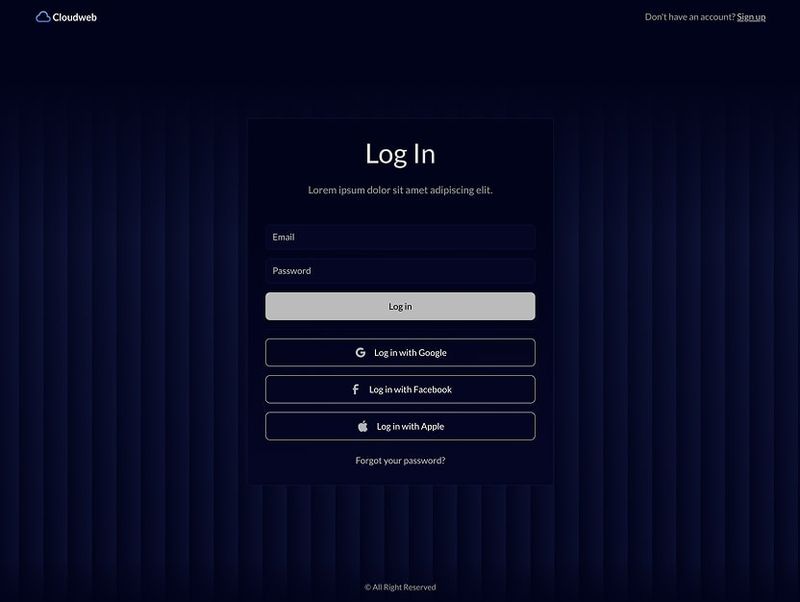 Cloudweb
Don't have an account? Sign up
Log In
Lorem ipsum dolor sit amet adipiscing elit.
Email
Password
Log in
Log in with Google
Log in with Facebook
Log in with Apple
Forgot your password?
© All Right Reserved